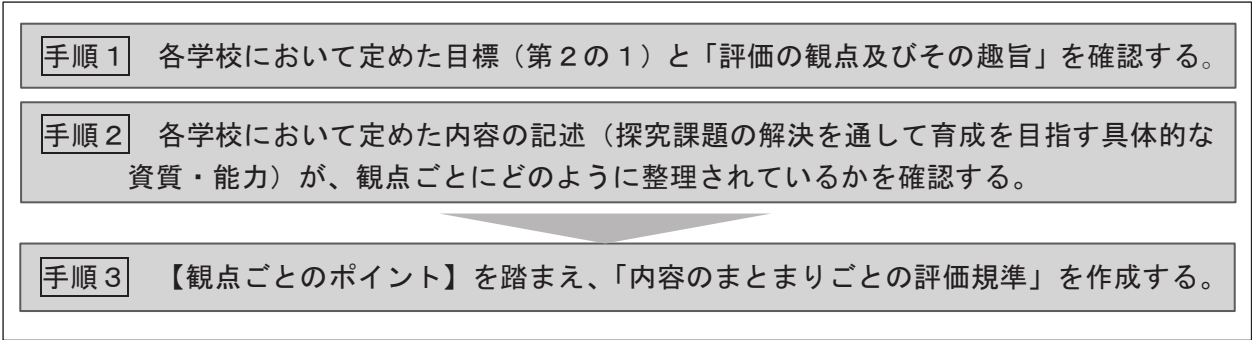 手順1 各学校において定めた目標（第２の１）と「評価の観点及びその趣旨」を確認する。
手順2 各学校において定めた内容の記述（探究課題の解決を通して育成を目指す具体的な
資質・能力）が、観点ごとにどのように整理されているかを確認する。
手順3 【観点ごとのポイント】を踏まえ、「内容のまとまりごとの評価規準」を作成する。